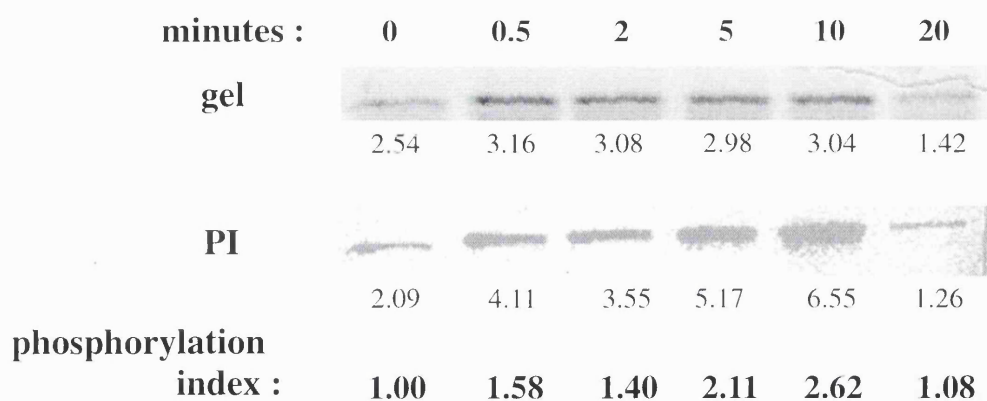 minutes : 0 0.5 2 5 10 20
gel
2.54 3.16 3.08 2.98 3.04 1.42
PI
2.09 4.11 3.55 5.17 6.55 1.26
phosphorylation
index : 1.00 1.58 1.40 2.11 2.62 1.08